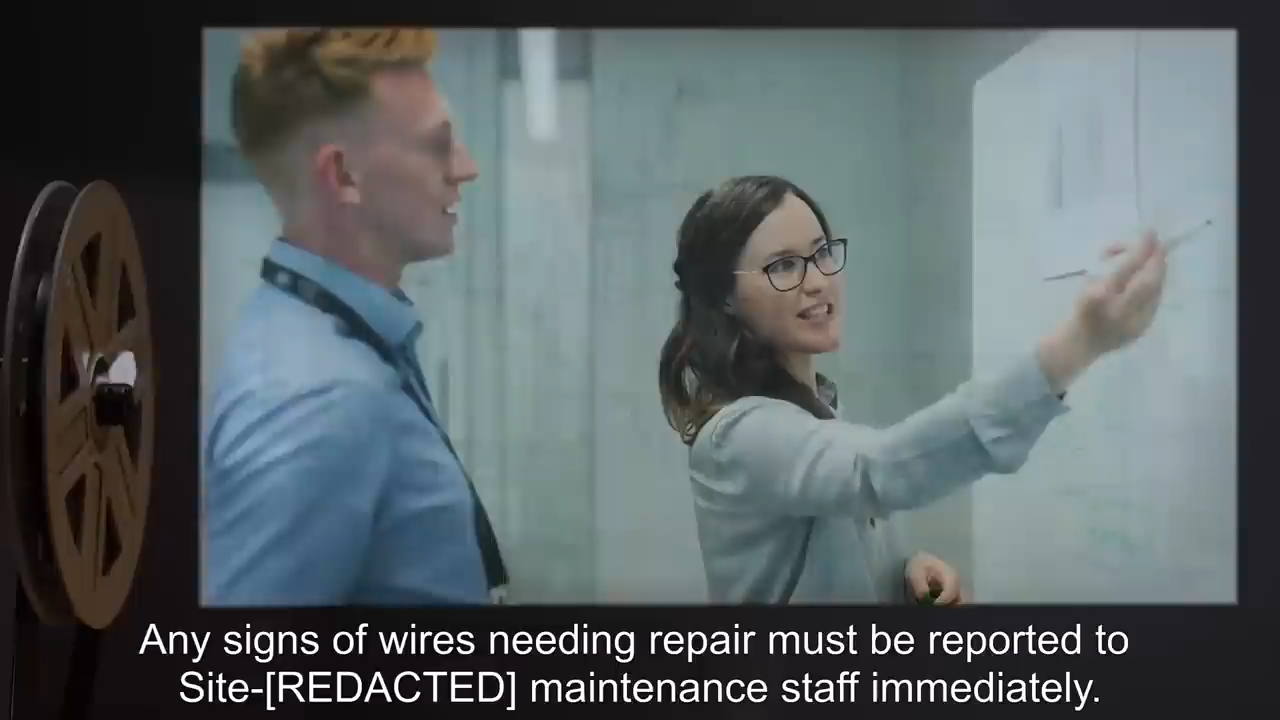 Any signs of wires needing repair must be reported to
Site-[REDACTED] maintenance staff immediately.